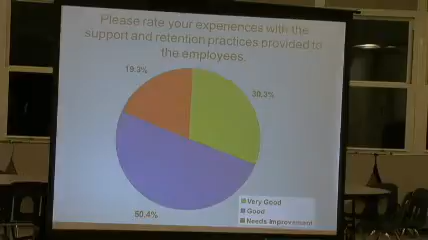 Please rate your experiences with the
support and retention practices provided to
the employees.
19.3%
30.3%
50.4%
Very Good
Good
Needs Improvement